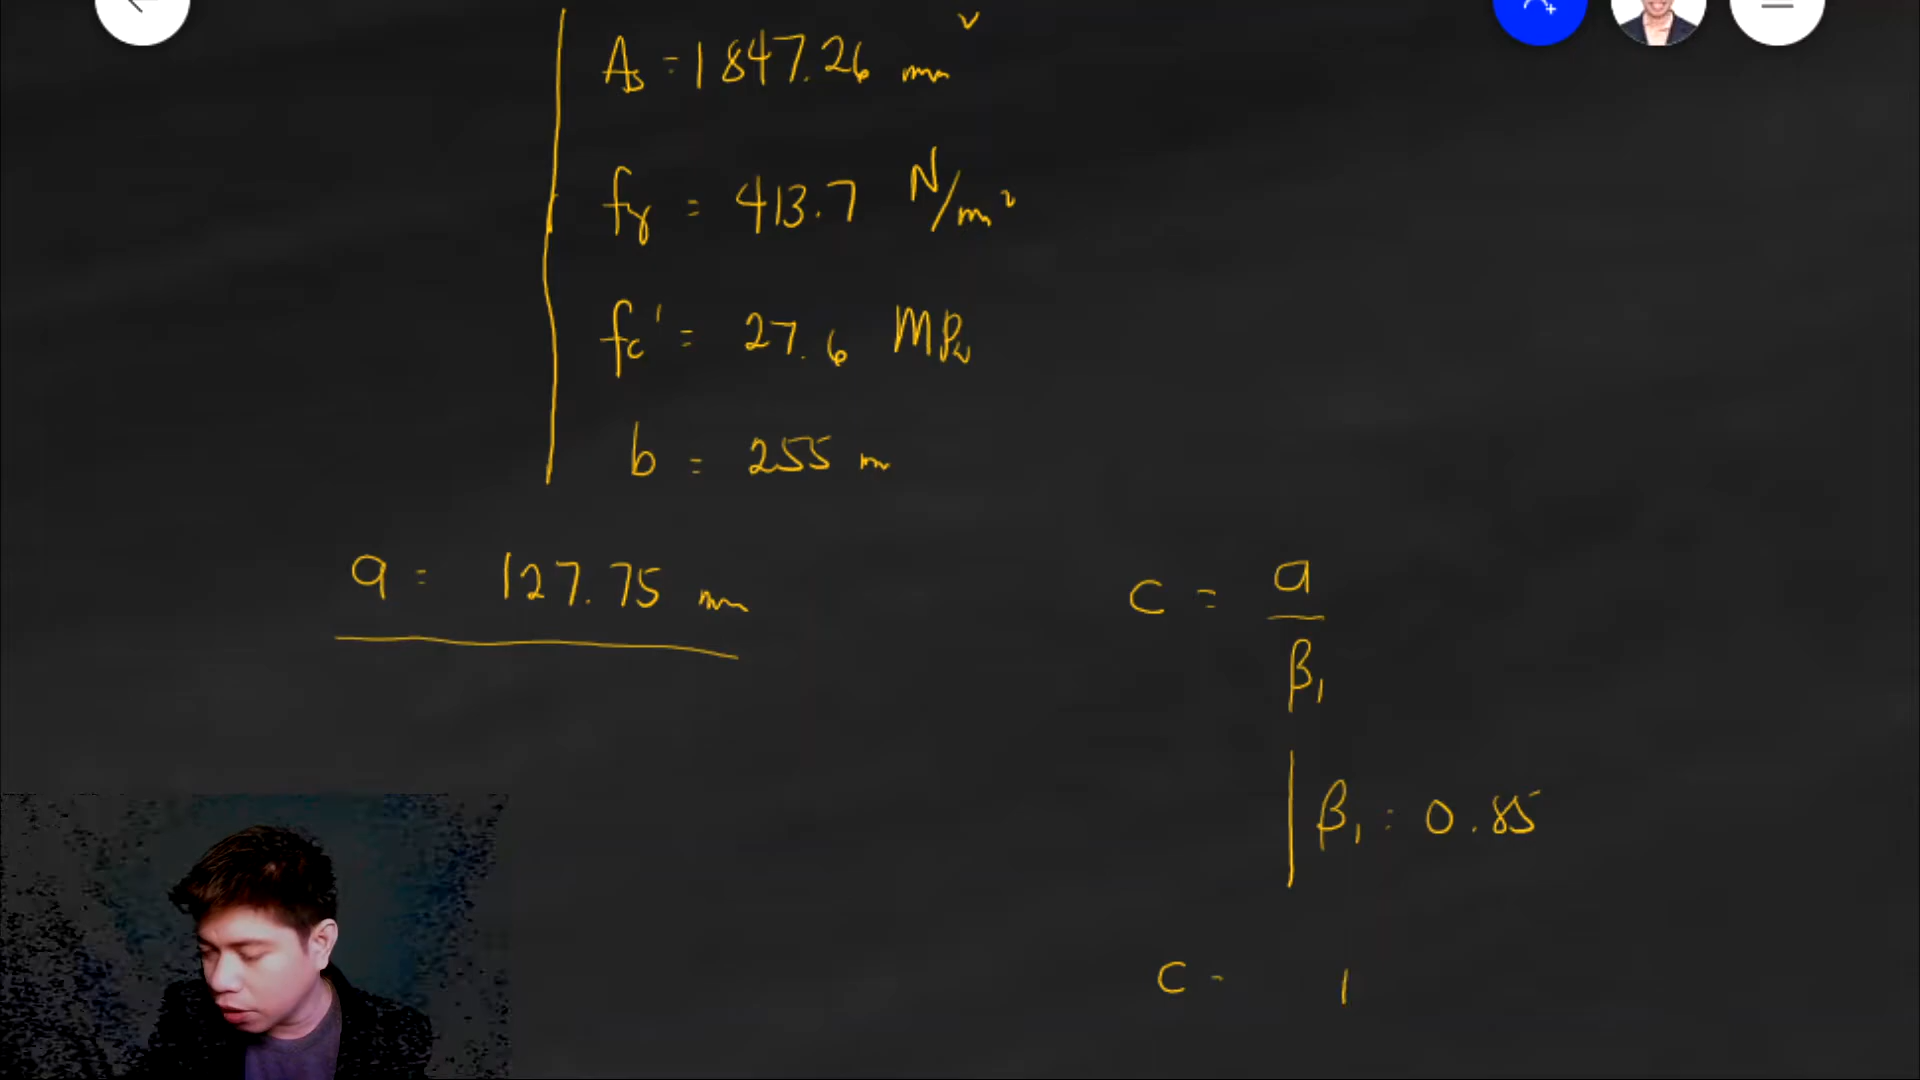 As = 1847.26 mm²
fy = 413.7 N/mm²
fc' = 27.6 MPa
b = 255 mm
a = 127.75 mm
c = a
β1
β1 = 0.85
c = 1